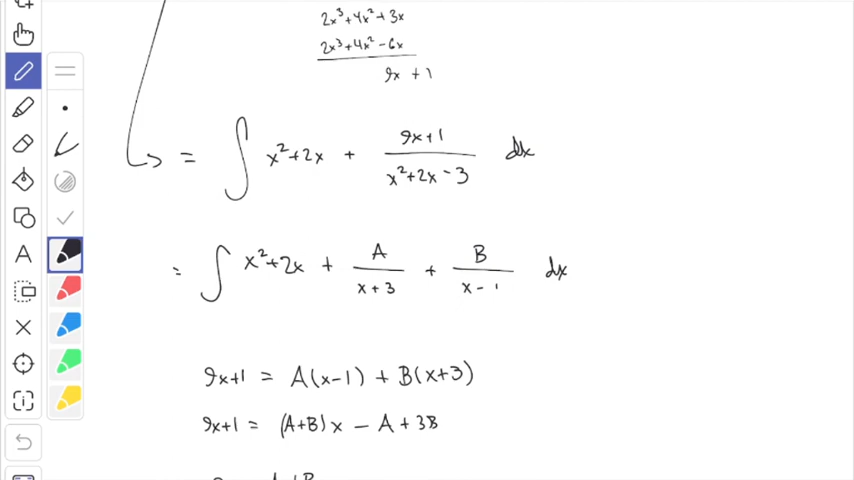 2x³+4x²+3x
2x³+4x²-6x
9x + 1
= ∫ x²+2x + (9x+1)/(x²+2x-3) dx
= ∫ x²+2x + A/(x+3) + B/(x-1) dx
9x+1 = A(x-1) + B(x+3)
9x+1 = (A+B)x - A + 3B
A+B